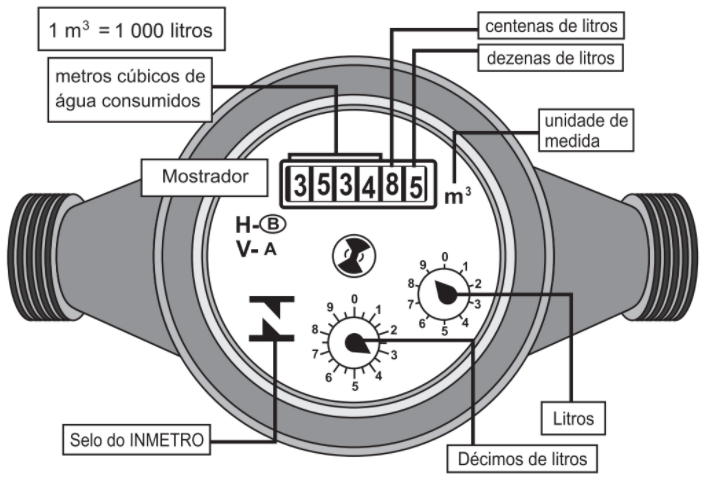 1 m³ = 1 000 litros
centenas de litros
dezenas de litros
metros cúbicos de
água consumidos
unidade de
medida
Mostrador
3 5 3 4 8 5
m³
H-B
V-A
9 0 1
8 2
7 3
6 5 4
9 0 1
8 2
7 3
6 5 4
Litros
Selo do INMETRO
Décimos de litros